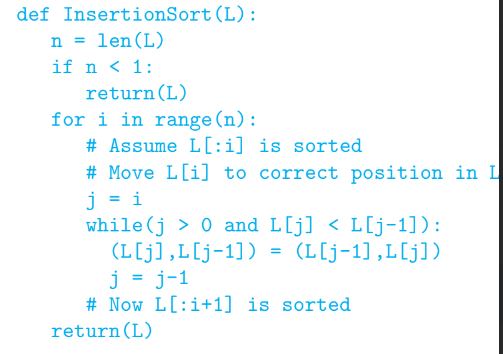 def InsertionSort(L):
   n = len(L)
   if n < 1:
      return(L)
   for i in range(n):
      # Assume L[:i] is sorted
      # Move L[i] to correct position in L
      j = i
      while(j > 0 and L[j] < L[j-1]):
        (L[j],L[j-1]) = (L[j-1],L[j])
        j = j-1
      # Now L[:i+1] is sorted
   return(L)